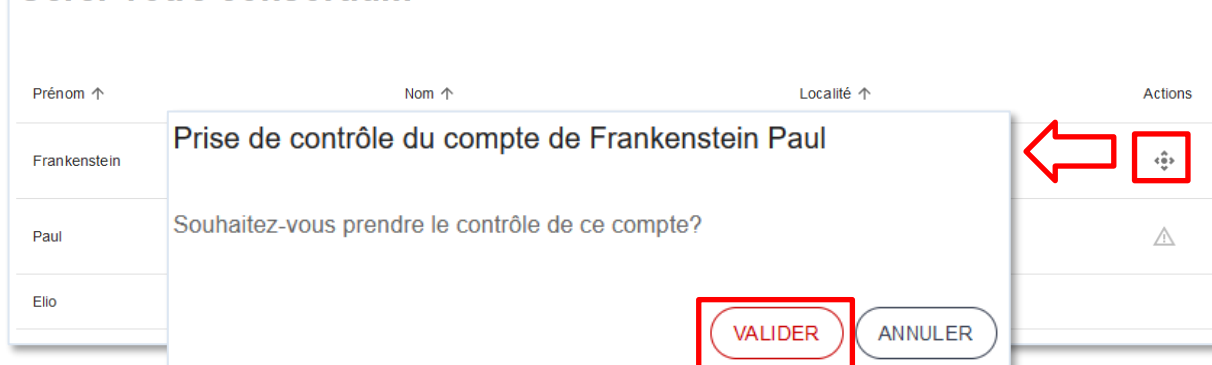 Prénom ↑ Nom ↑ Localité ↑ Actions
Prise de contrôle du compte de Frankenstein Paul
Frankenstein
Souhaitez-vous prendre le contrôle de ce compte?
Paul
Elio
VALIDER ANNULER